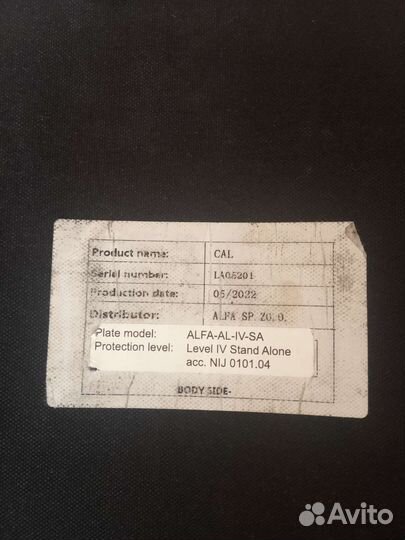 Product name: CAL
Serial number: LA05201
Production date: 05/2022
Distributor: ALFA SP. ZO.O.
Plate model: ALFA-AL-IV-SA
Protection level: Level IV Stand Alone
acc. NIJ 0101.04
BODY SIDE-
Avito